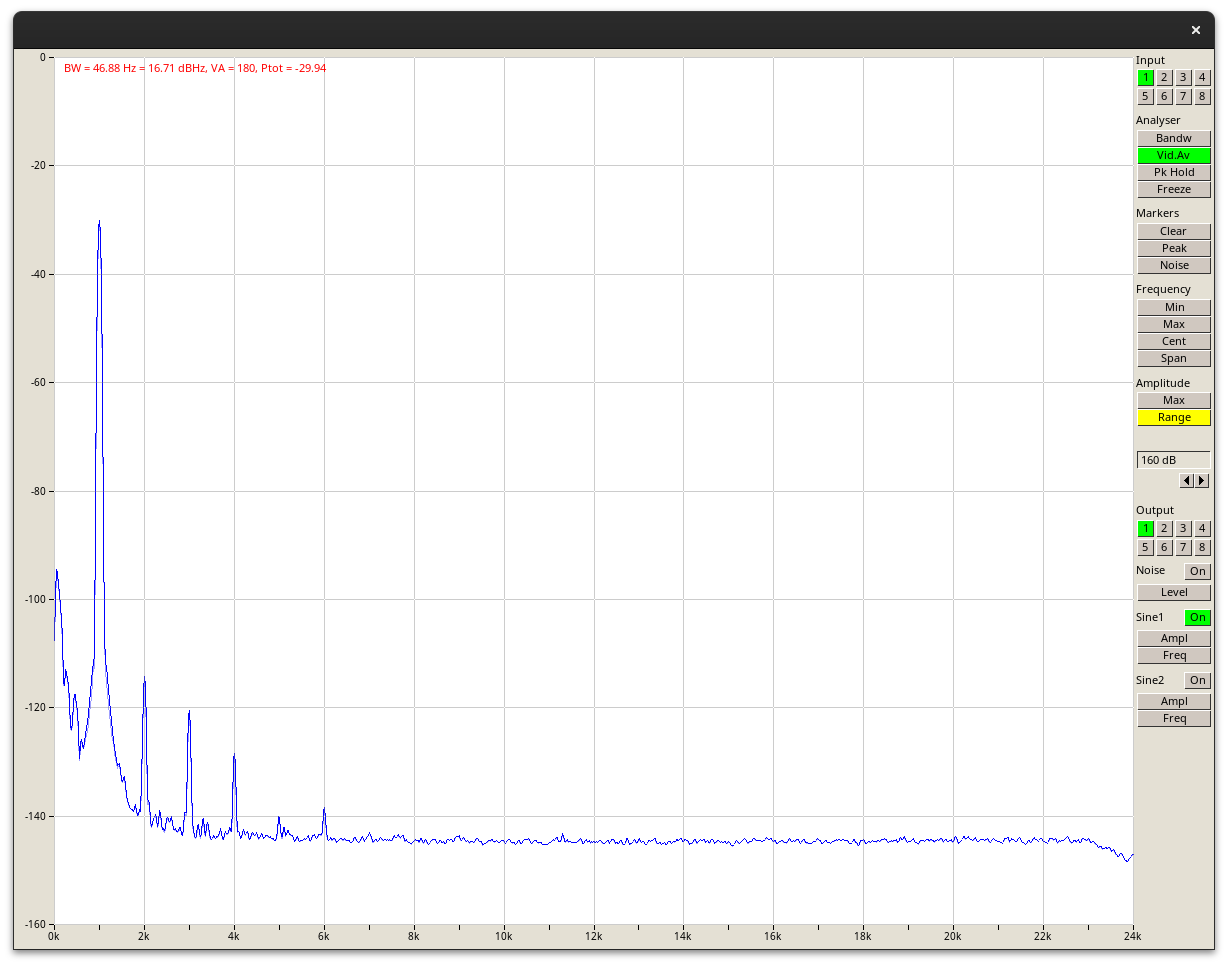 BW = 46.88 Hz = 16.71 dBHz, VA = 180, Ptot = -29.94
0
-20
-40
-60
-80
-100
-120
-140
-160
0k 2k 4k 6k 8k 10k 12k 14k 16k 18k 20k 22k 24k
Input
1 2 3 4
5 6 7 8
Analyser
Bandw
Vid.Av
Pk Hold
Freeze
Markers
Clear
Peak
Noise
Frequency
Min
Max
Cent
Span
Amplitude
Max
Range
160 dB
Output
1 2 3 4
5 6 7 8
Noise On
Level
Sine1 On
Ampl
Freq
Sine2 On
Ampl
Freq